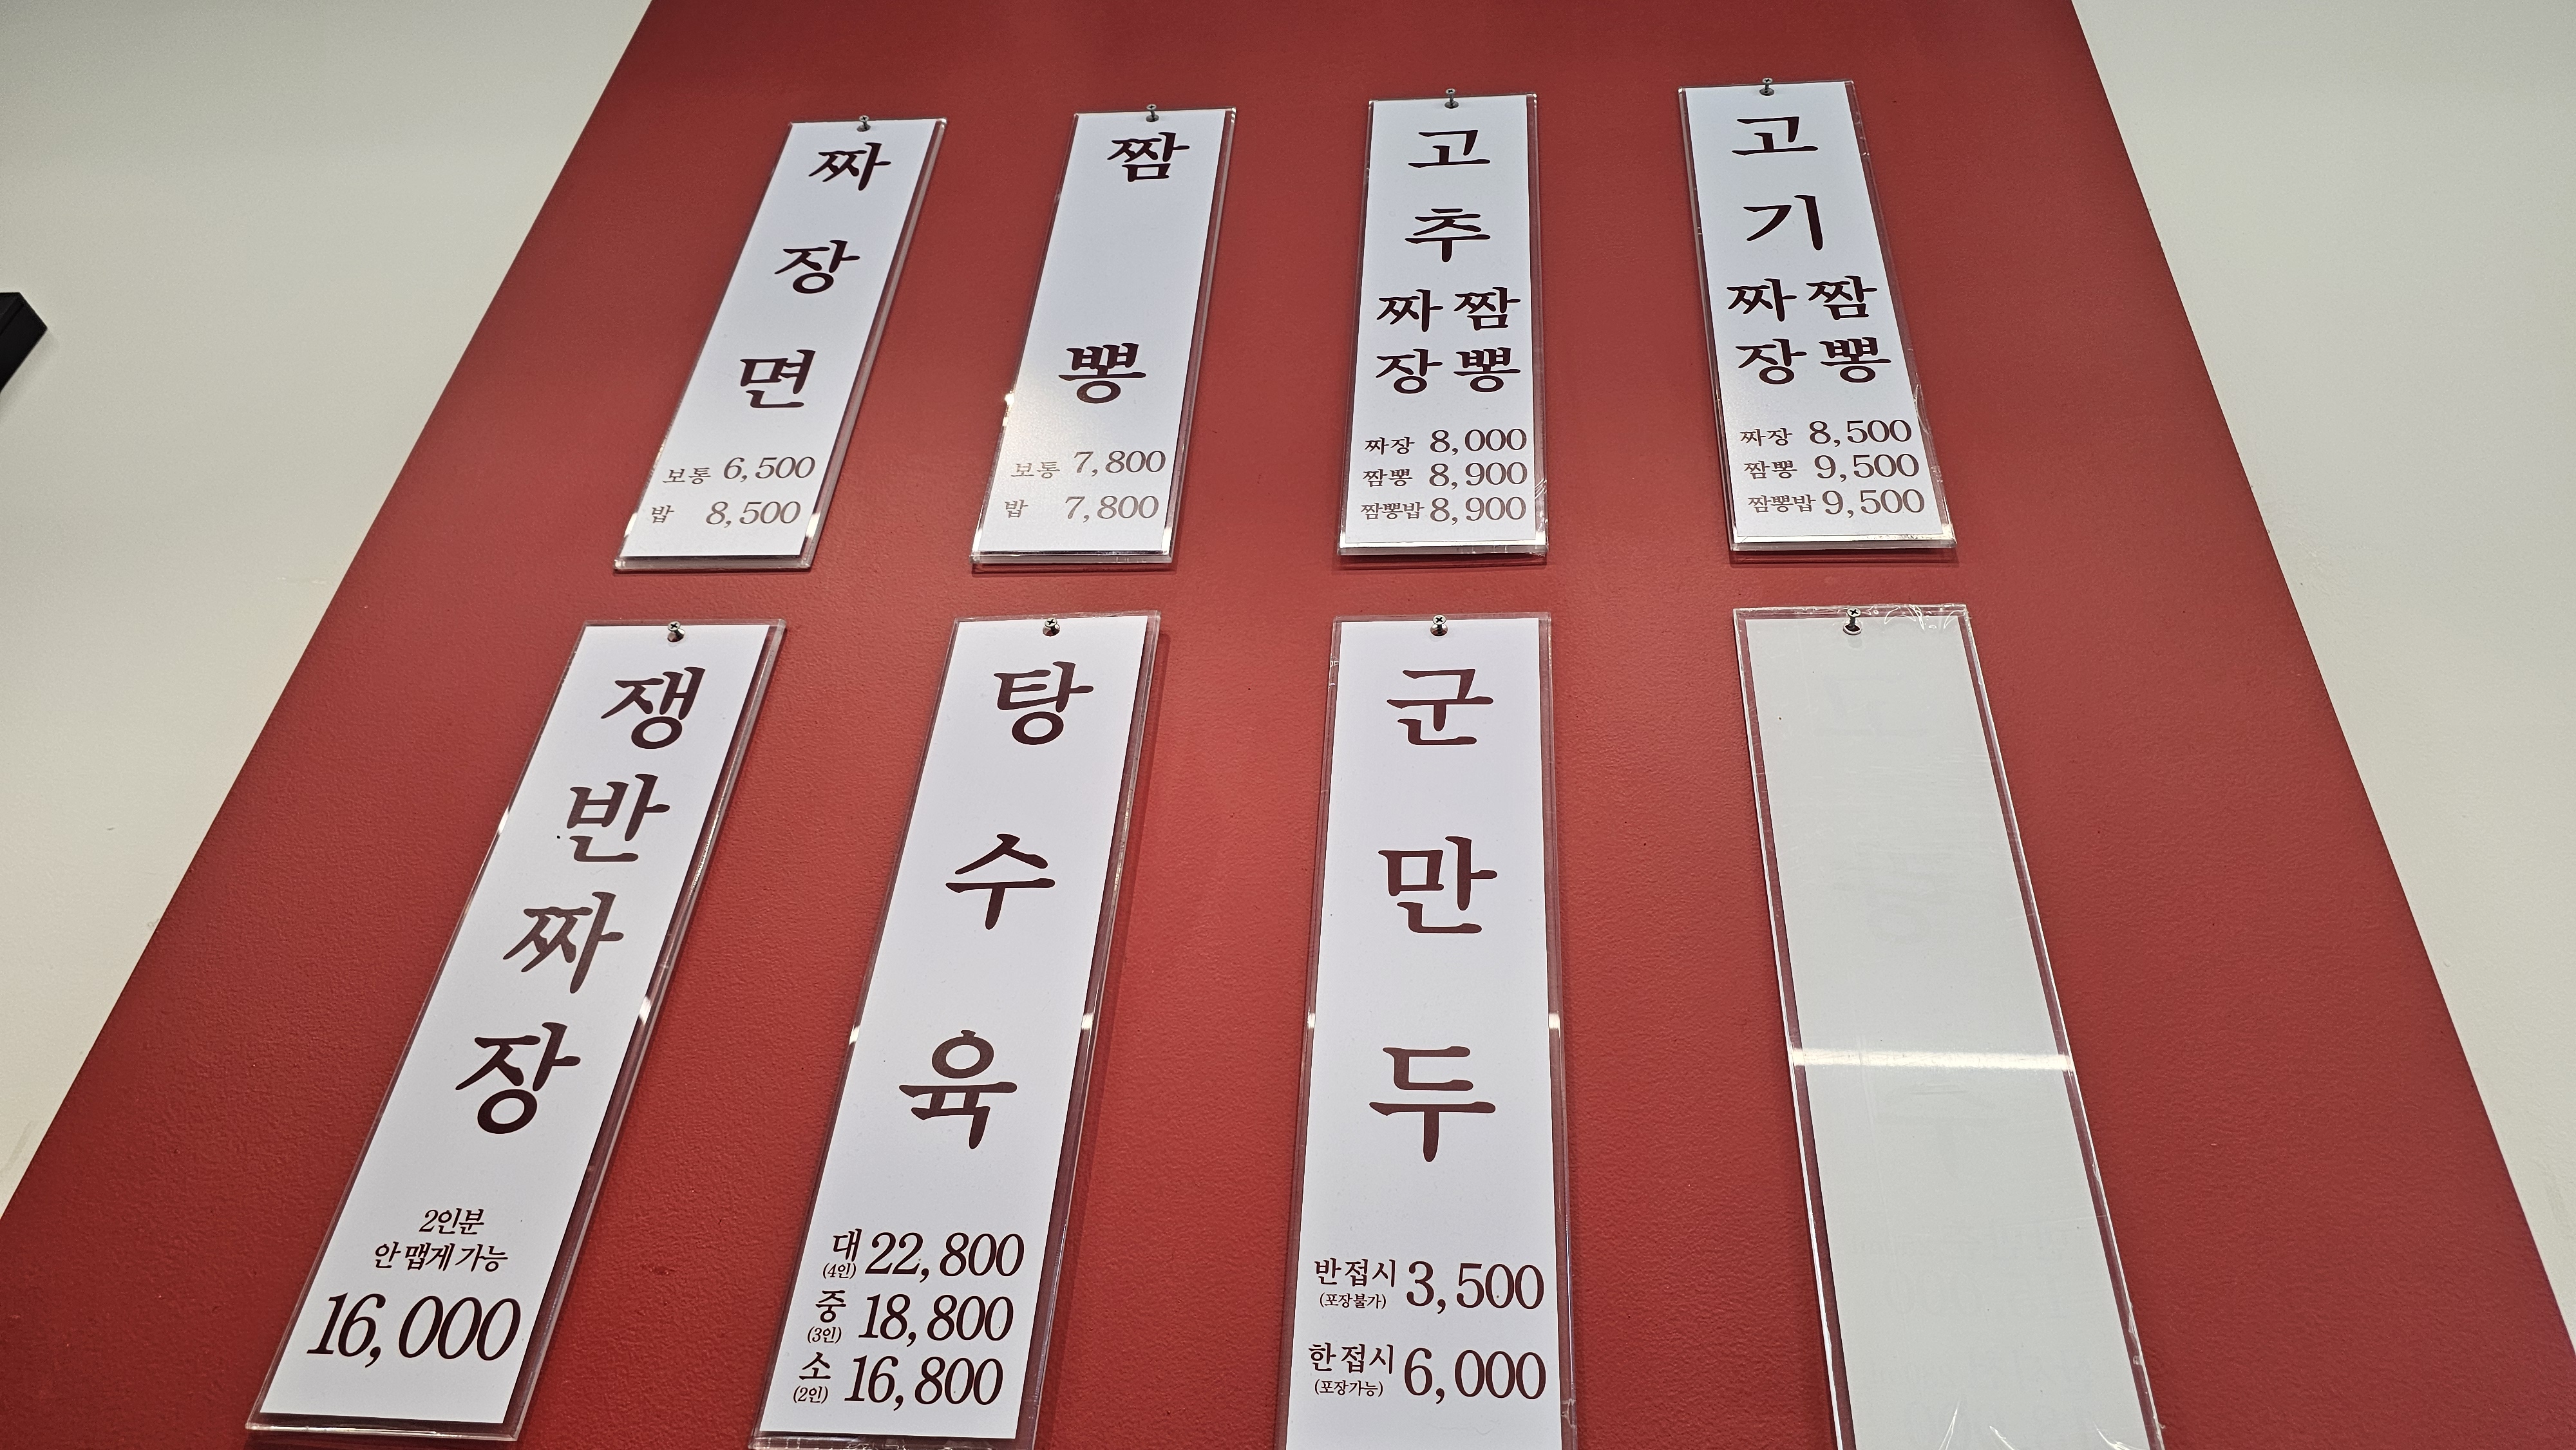 짜장면
보통 6,500
밥 8,500
짬뽕
보통 7,800
밥 7,800
고추
짜장 짬뽕
짜장 8,000
짬뽕 8,900
짬뽕밥 8,900
고기
짜장 짬뽕
짜장 8,500
짬뽕 9,500
짬뽕밥 9,500
쟁반짜장
2인분
안 맵게 가능
16,000
탕수육
대 22,800
(4인)
중 18,800
(3인)
소 16,800
(2인)
군만두
반접시 3,500
(포장불가)
한접시 6,000
(포장가능)